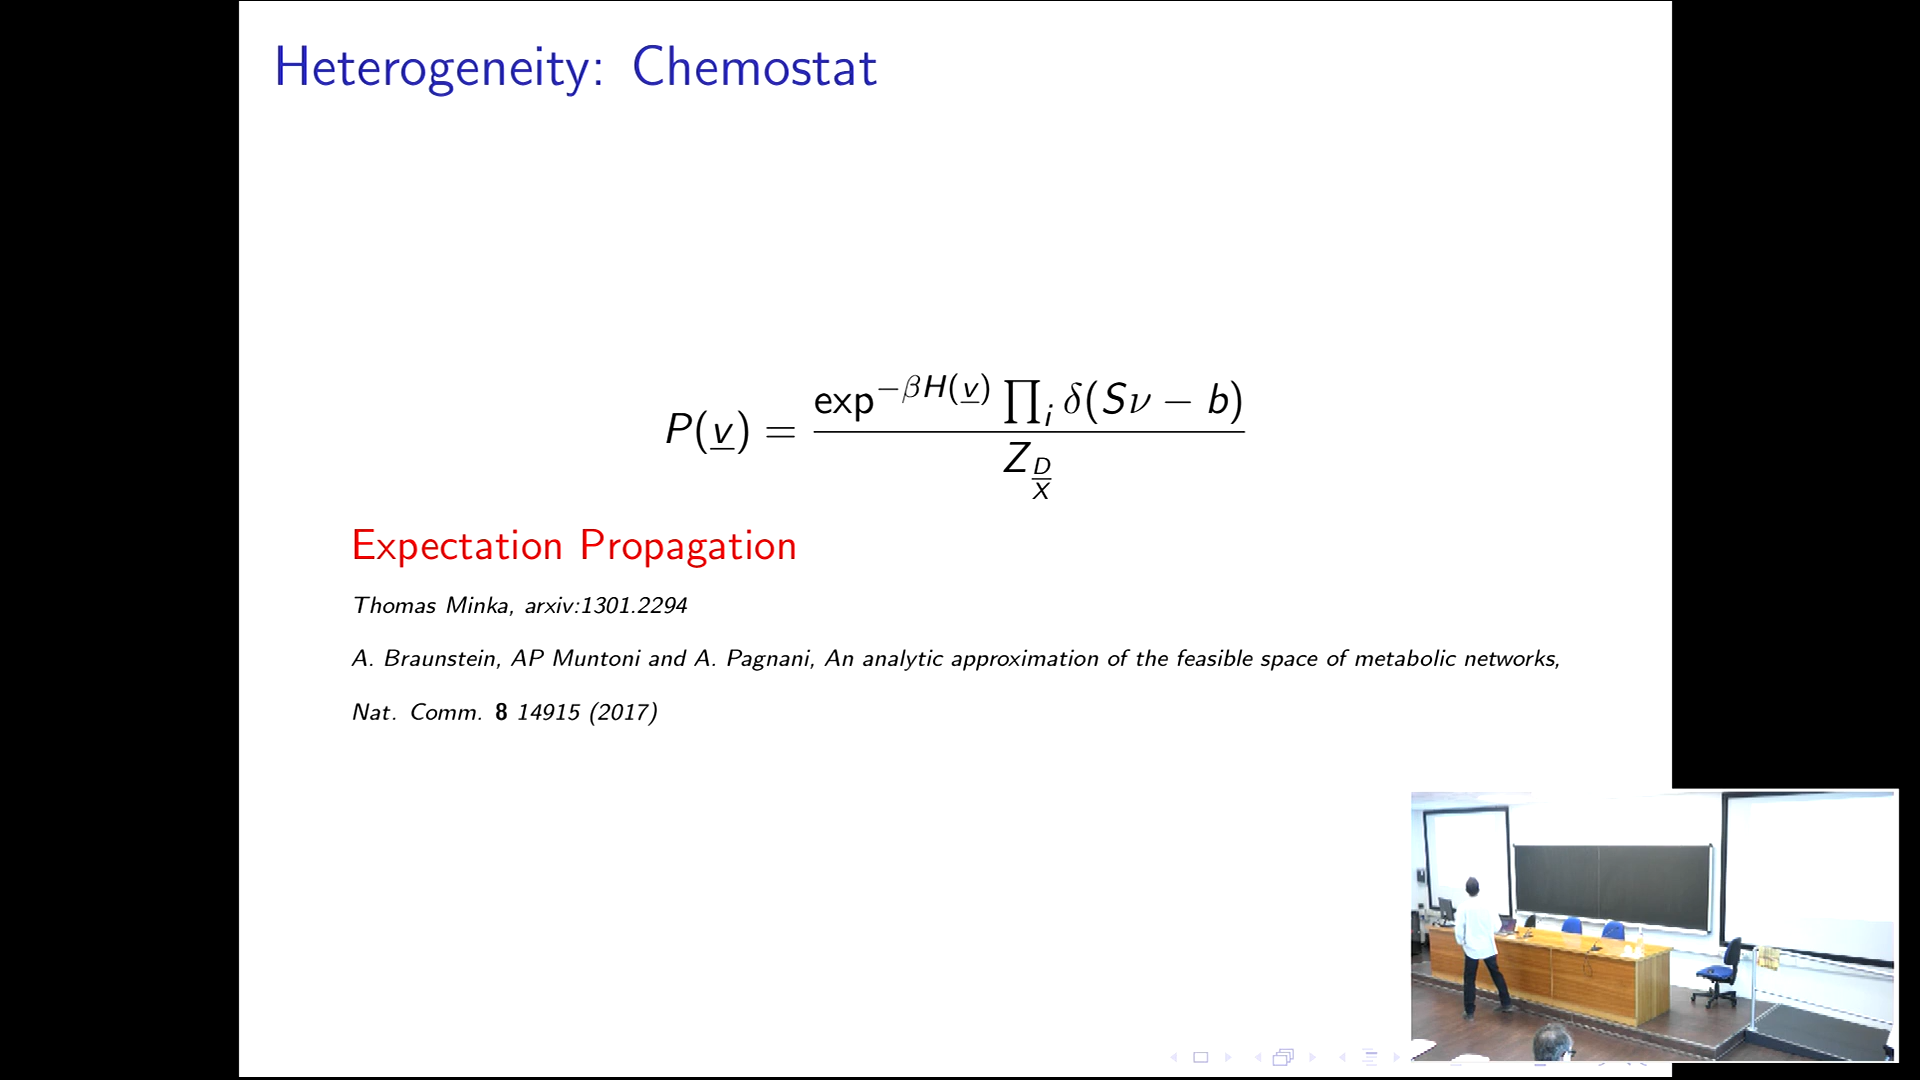 Heterogeneity: Chemostat
P(v) = exp^{-βH(v)} ∏_i δ(Sν − b) / Z_{D/X}
Expectation Propagation
Thomas Minka, arxiv:1301.2294
A. Braunstein, AP Muntoni and A. Pagnani, An analytic approximation of the feasible space of metabolic networks,
Nat. Comm. 8 14915 (2017)